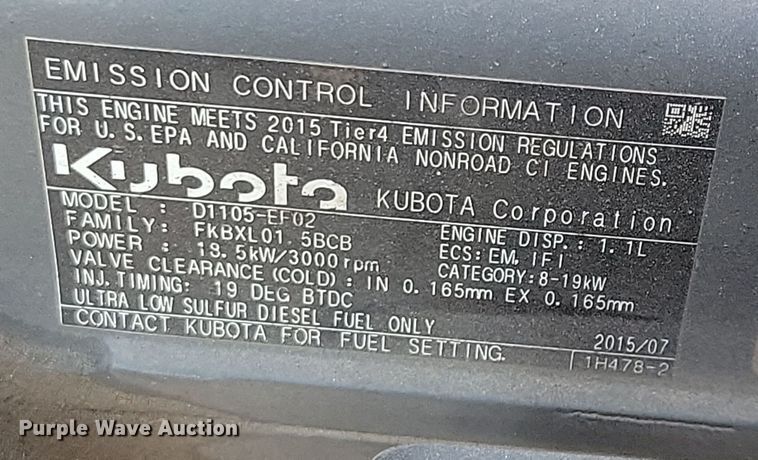 EMISSION CONTROL INFORMATION
THIS ENGINE MEETS 2015 Tier4 EMISSION REGULATIONS
FOR U.S.EPA AND CALIFORNIA NONROAD CI ENGINES.
Kubota KUBOTA Corporation
MODEL : D1105-EF02 ENGINE DISP.: 1.1L
FAMILY: FKBXL01.5BCB ECS: EM, IFI
POWER : 18.5kW/3000rpm CATEGORY:8-19kW
VALVE CLEARANCE(COLD): IN 0.165mm EX 0.165mm
INJ.TIMING: 19 DEG BTDC
ULTRA LOW SULFUR DIESEL FUEL ONLY 2015/07
CONTACT KUBOTA FOR FUEL SETTING. 1H478-2
Purple Wave Auction